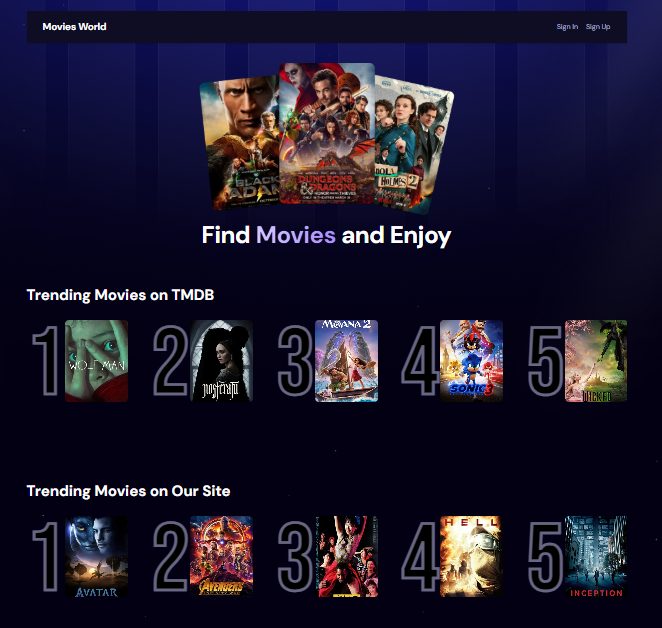 Movies World
Sign In Sign Up
BLACK
ADAM
DUNGEONS
& DRAGONS
HONOR AMONG THIEVES
HOLMES 2
Find Movies and Enjoy
Trending Movies on TMDB
1 2 3 4 5
WOLF MAN
nosferatu
MOANA 2
SONIC 3
WICKED
Trending Movies on Our Site
1 2 3 4 5
AVATAR
AVENGERS
HELL
INCEPTION